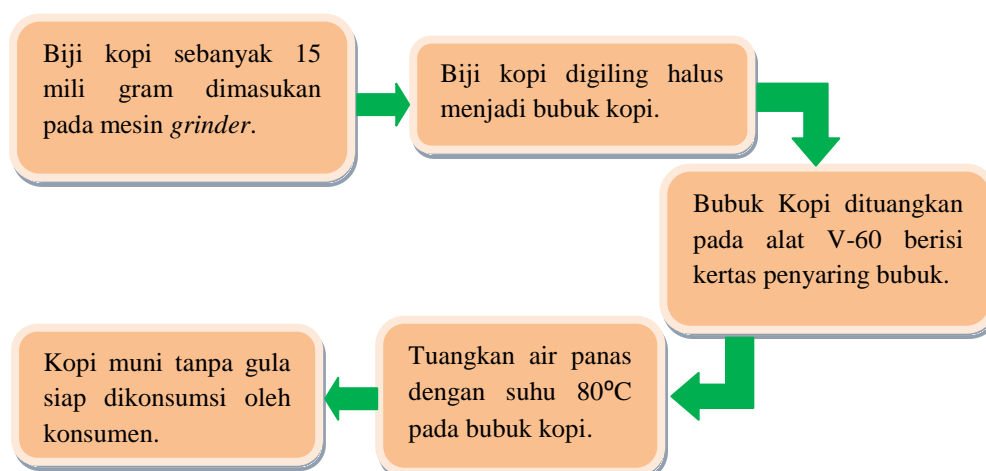 Biji kopi sebanyak 15
mili gram dimasukan
pada mesin grinder.
Biji kopi digiling halus
menjadi bubuk kopi.
Bubuk Kopi dituangkan
pada alat V-60 berisi
kertas penyaring bubuk.
Tuangkan air panas
dengan suhu 80⁰C
pada bubuk kopi.
Kopi muni tanpa gula
siap dikonsumsi oleh
konsumen.